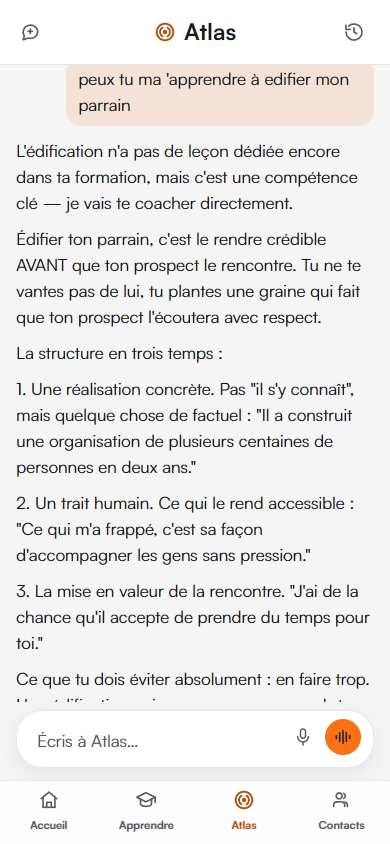 Atlas
peux tu ma 'apprendre à edifier mon
parrain
L'édification n'a pas de leçon dédiée encore
dans ta formation, mais c'est une compétence
clé — je vais te coacher directement.
Édifier ton parrain, c'est le rendre crédible
AVANT que ton prospect le rencontre. Tu ne te
vantes pas de lui, tu plantes une graine qui fait
que ton prospect l'écoutera avec respect.
La structure en trois temps :
1. Une réalisation concrète. Pas "il s'y connaît",
mais quelque chose de factuel : "Il a construit
une organisation de plusieurs centaines de
personnes en deux ans."
2. Un trait humain. Ce qui le rend accessible :
"Ce qui m'a frappé, c'est sa façon
d'accompagner les gens sans pression."
3. La mise en valeur de la rencontre. "J'ai de la
chance qu'il accepte de prendre du temps pour
toi."
Ce que tu dois éviter absolument : en faire trop.
Écris à Atlas...
Accueil
Apprendre
Atlas
Contacts